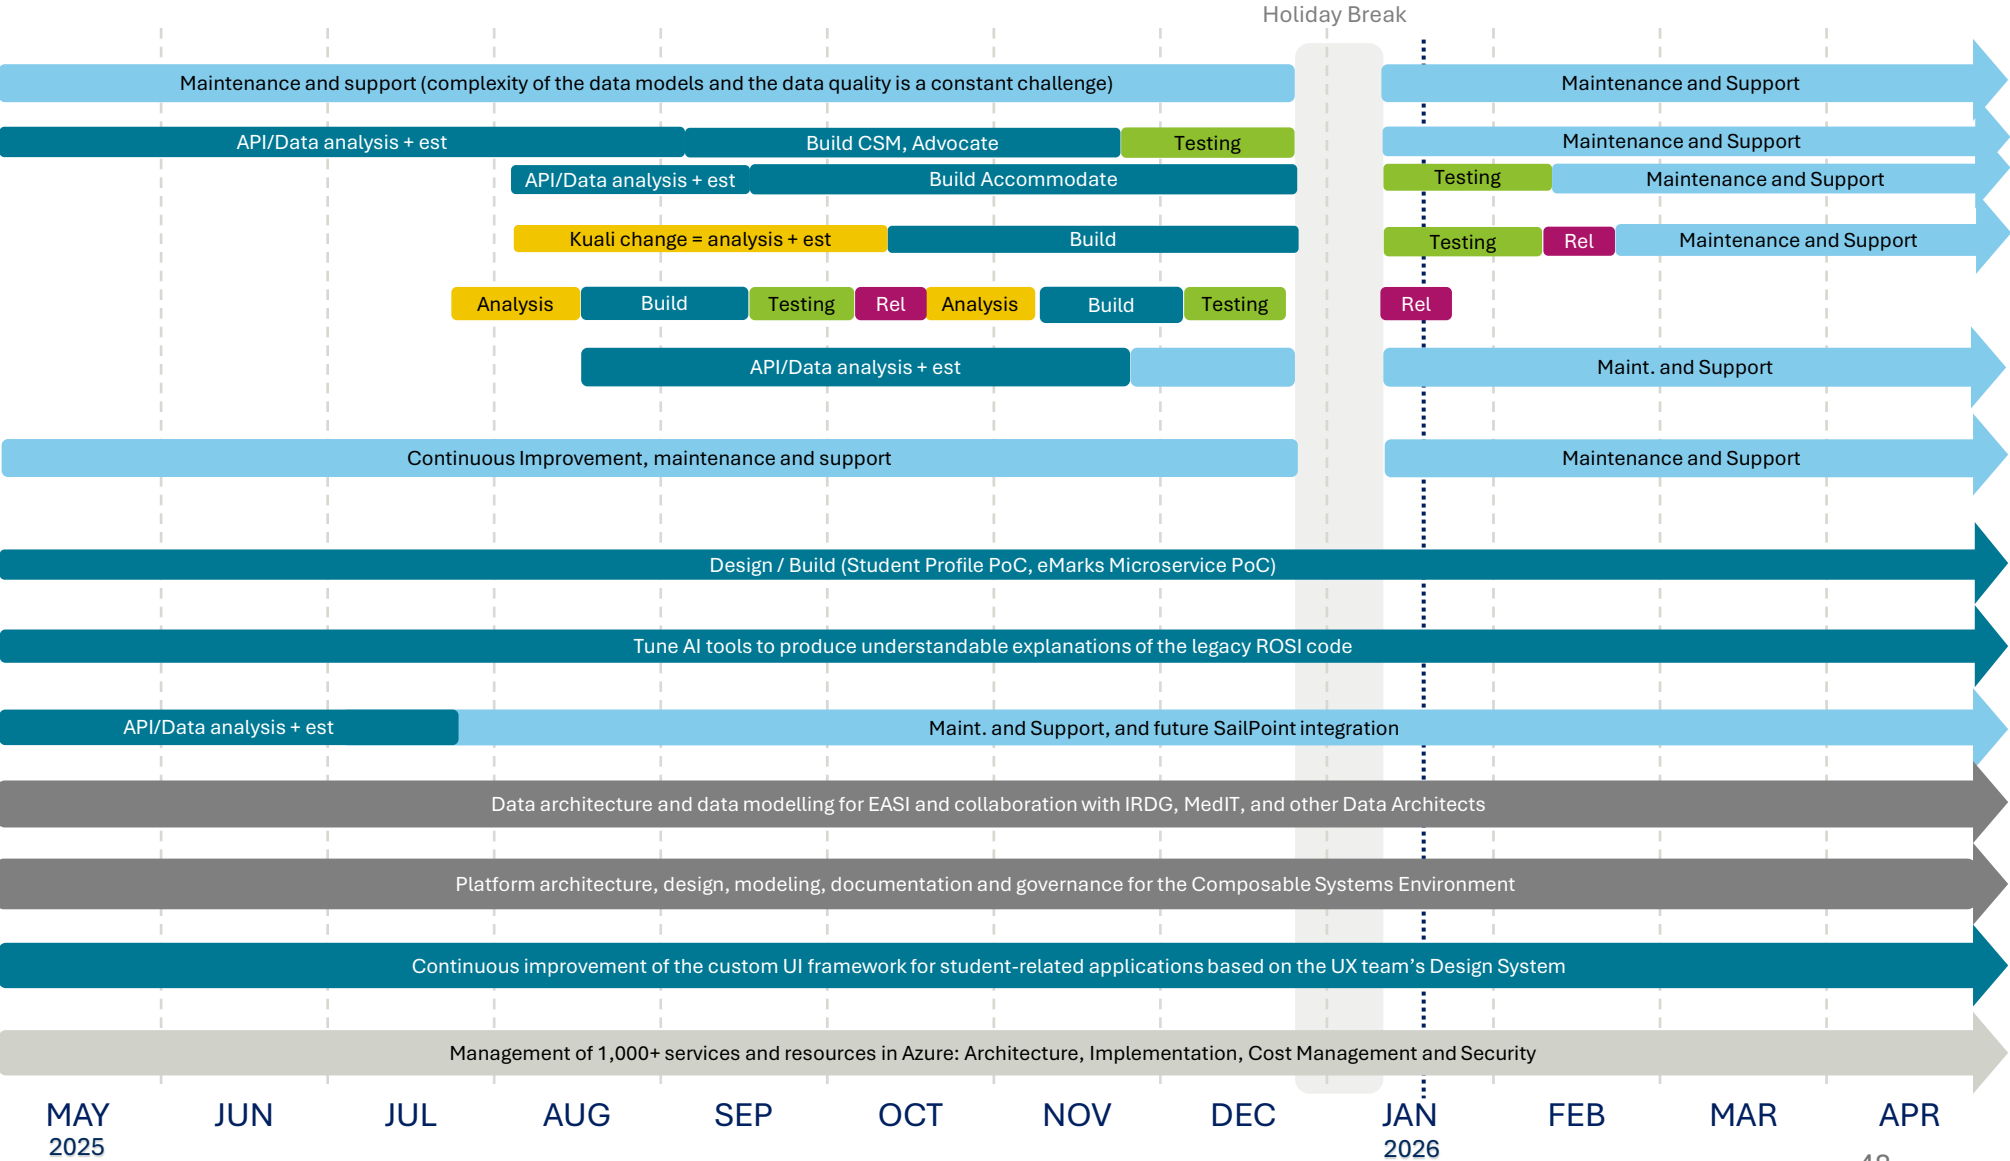 Holiday Break
Maintenance and support (complexity of the data models and the data quality is a constant challenge)
Maintenance and Support
API/Data analysis + est
Build CSM, Advocate
Testing
Maintenance and Support
API/Data analysis + est
Build Accommodate
Testing
Maintenance and Support
Kuali change = analysis + est
Build
Testing
Rel
Maintenance and Support
Analysis
Build
Testing
Rel
Analysis
Build
Testing
Rel
API/Data analysis + est
Maint. and Support
Continuous Improvement, maintenance and support
Maintenance and Support
Design / Build (Student Profile PoC, eMarks Microservice PoC)
Tune AI tools to produce understandable explanations of the legacy ROSI code
API/Data analysis + est
Maint. and Support, and future SailPoint integration
Data architecture and data modelling for EASI and collaboration with IRDG, MedIT, and other Data Architects
Platform architecture, design, modeling, documentation and governance for the Composable Systems Environment
Continuous improvement of the custom UI framework for student-related applications based on the UX team's Design System
Management of 1,000+ services and resources in Azure: Architecture, Implementation, Cost Management and Security
MAY
JUN
JUL
AUG
SEP
OCT
NOV
DEC
JAN
FEB
MAR
APR
2025
2026